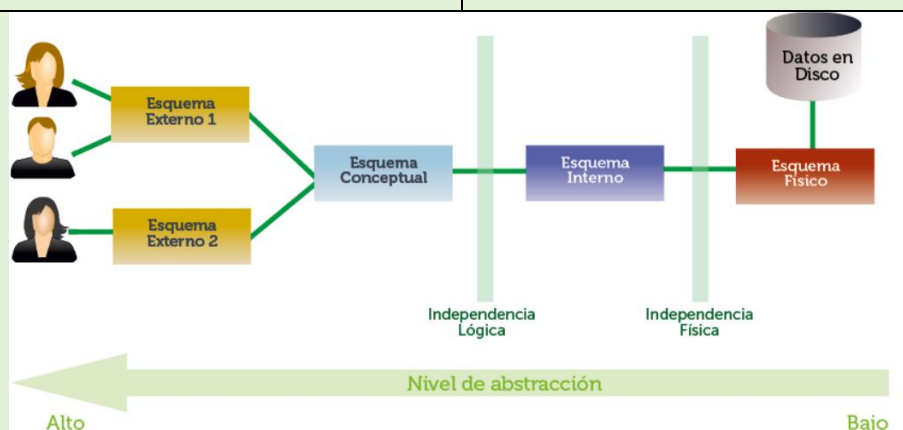 Datos en
Disco
Esquema
Externo 1
Esquema
Conceptual
Esquema
Interno
Esquema
Físico
Esquema
Externo 2
Independencia
Lógica
Independencia
Física
Nivel de abstracción
Alto
Bajo